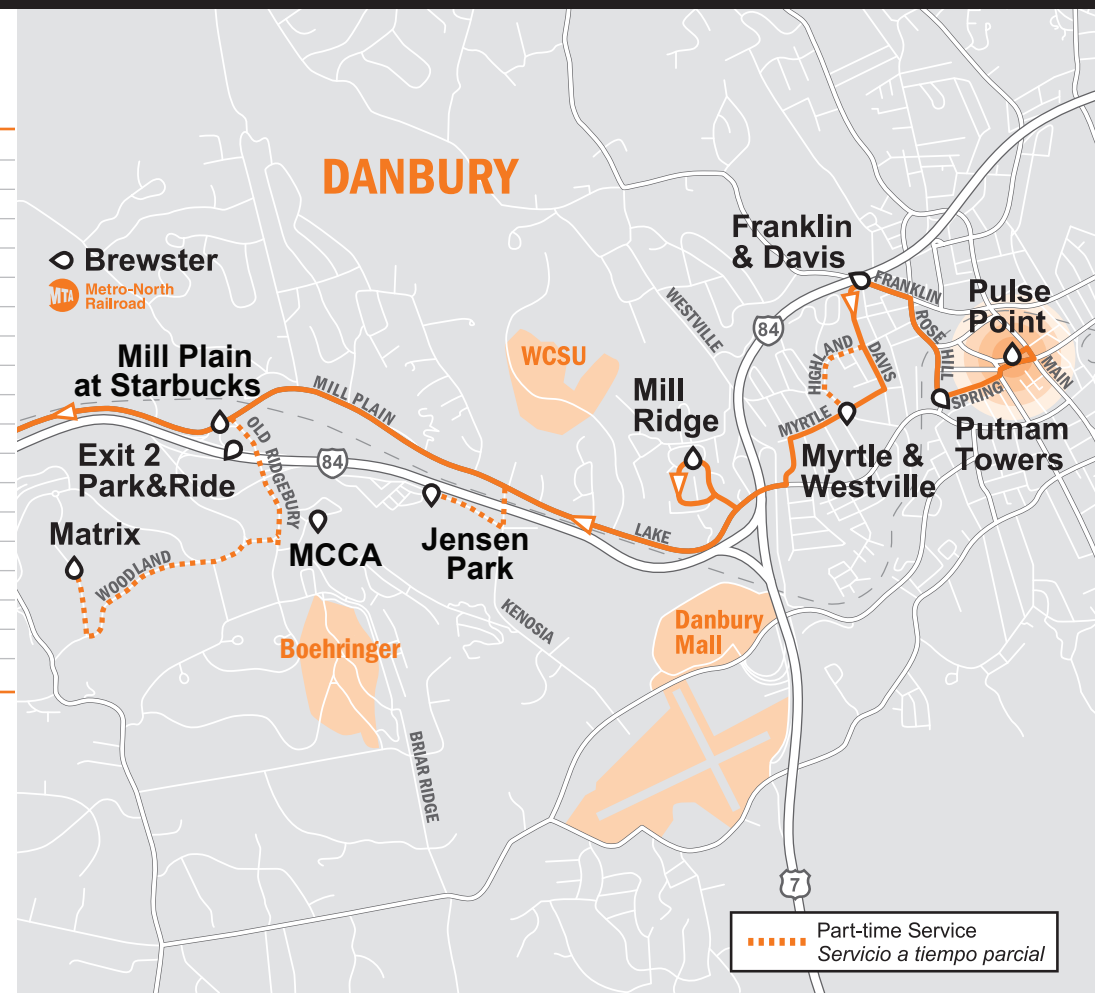 DANBURY
Brewster
MTA
Metro-North
Railroad
Franklin
& Davis
FRANKLIN
Pulse
Point
WESTVILLE
84
ROSE HILL
MAIN
WCSU
HIGHLAND
DAVIS
Mill Plain
at Starbucks
MILL PLAIN
Mill
Ridge
SPRING
MYRTLE
Putnam
Towers
Exit 2
Park&Ride
OLD RIDGEBURY
84
Myrtle &
Westville
Matrix
WOODLAND
MCCA
Jensen
Park
LAKE
KENOSIA
Danbury
Mall
Boehringer
BRIAR RIDGE
7
Part-time Service
Servicio a tiempo parcial